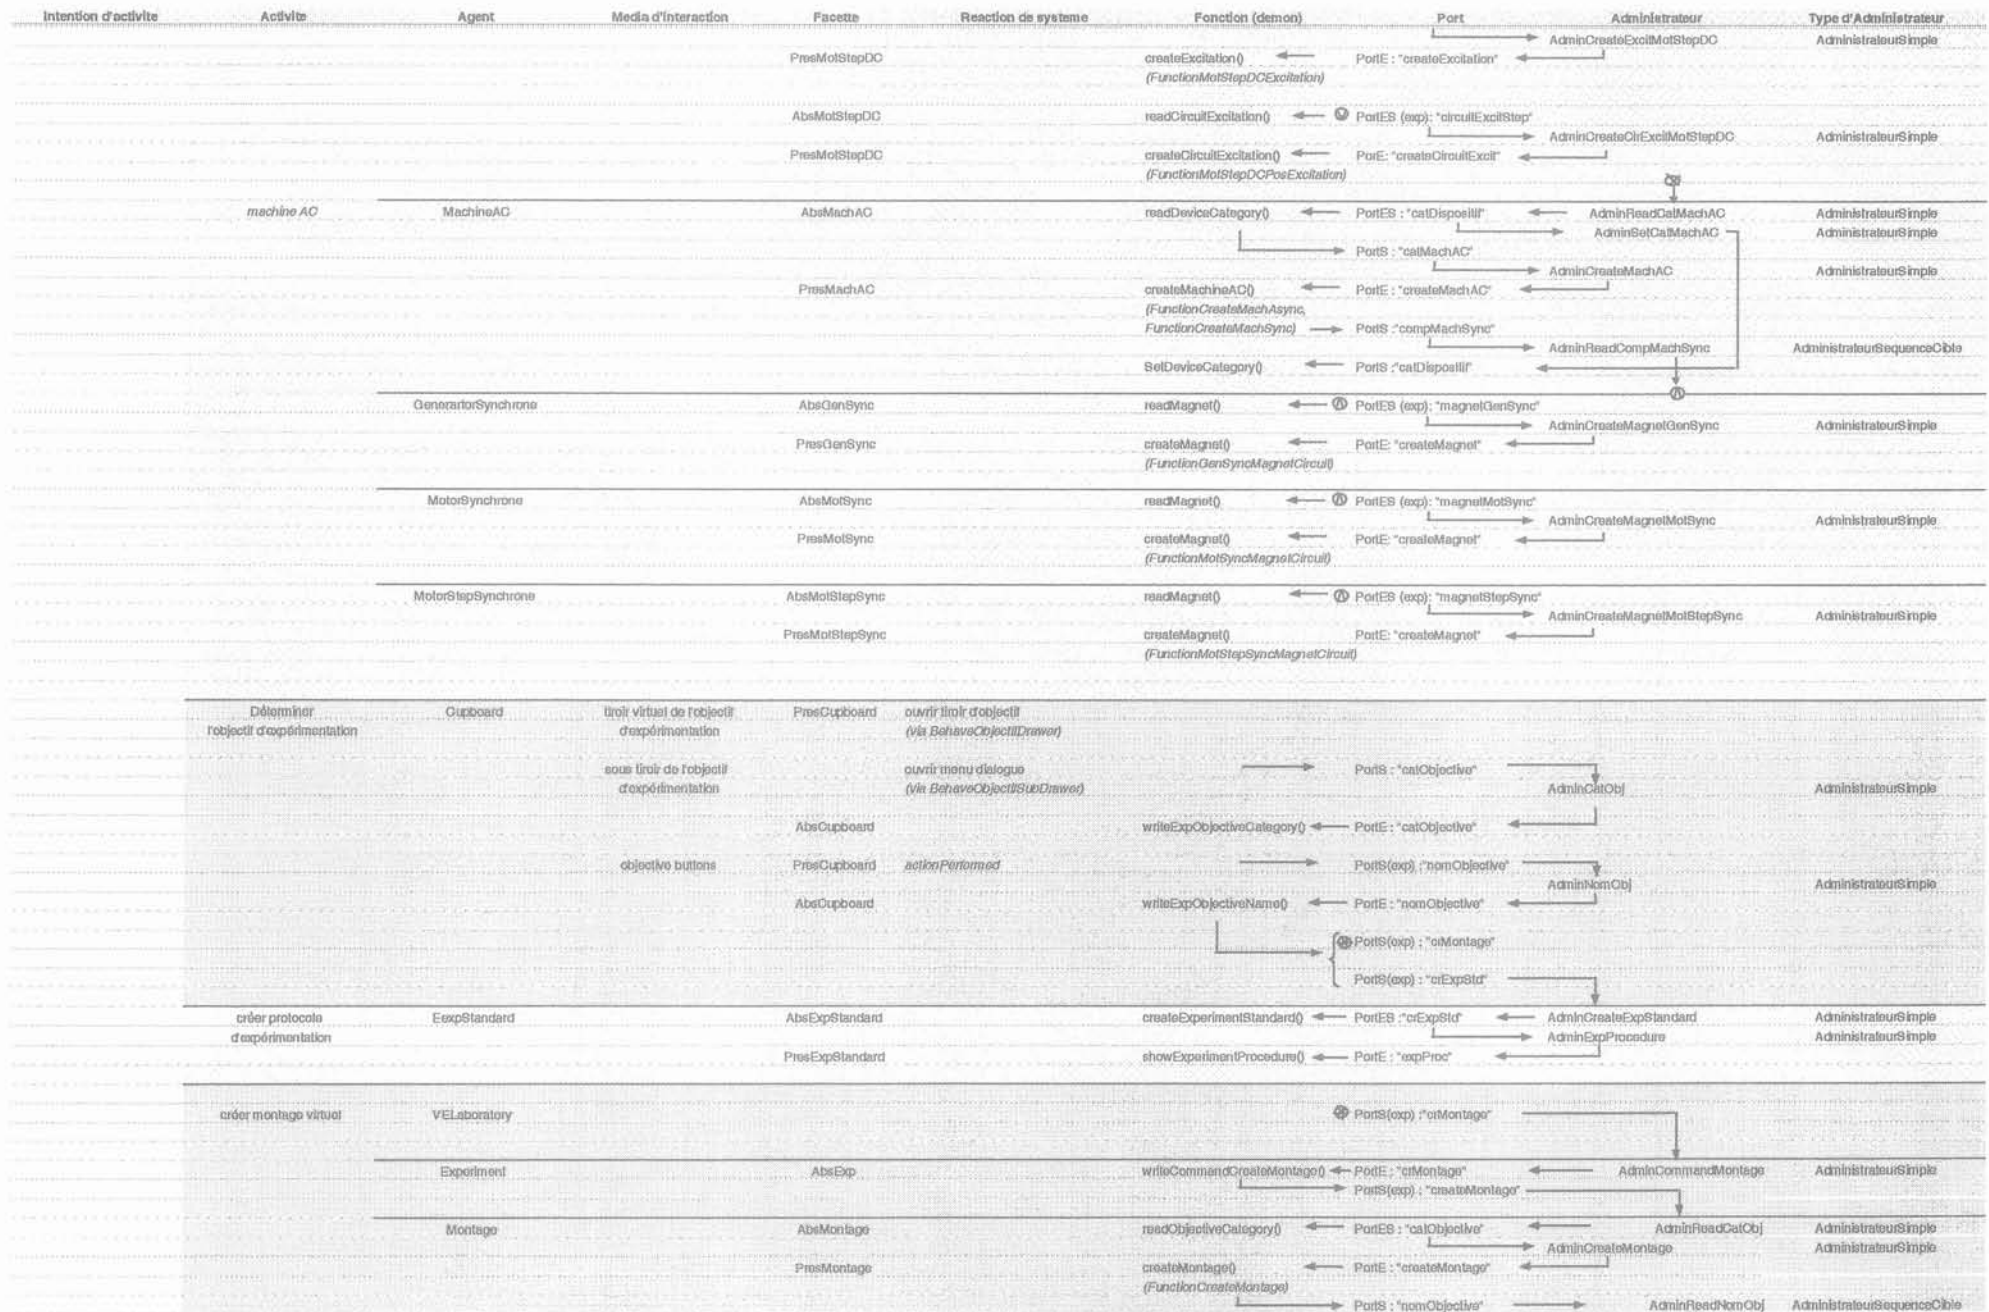 Intention d'activite Activite Agent Media d'interaction Facette Reaction de systeme Fonction (demon) Port Administrateur Type d'Administrateur
AdminCreateExcitMotStepDC AdministrateurSimple
PresMotStepDC createExcitation() PortE : "createExcitation"
(FunctionMotStepDCExcitation)
AbsMotStepDC readCircuitExcitation() PortES (exp): "circuitExcitStep"
AdminCreateCirExcitMotStepDC AdministrateurSimple
PresMotStepDC createCircuitExcitation() PortE: "createCircuitExcit"
(FunctionMotStepDCPosExcitation)
machine AC MachineAC AbsMachAC readDeviceCategory() PortES : "catDispositif" AdminReadCatMachAC AdministrateurSimple
AdminSetCatMachAC AdministrateurSimple
PortS : "catMachAC"
AdminCreateMachAC AdministrateurSimple
PresMachAC createMachineAC() PortE : "createMachAC"
(FunctionCreateMachAsync,
FunctionCreateMachSync) PortS :"compMachSync"
AdminReadCompMachSync AdministrateurSequenceCible
SetDeviceCategory() PortS :"catDispositif"
GenerartorSynchrone AbsGenSync readMagnet() PortES (exp): "magnetGenSync"
AdminCreateMagnetGenSync AdministrateurSimple
PresGenSync createMagnet() PortE: "createMagnet"
(FunctionGenSyncMagnetCircuit)
MotorSynchrone AbsMotSync readMagnet() PortES (exp): "magnetMotSync"
AdminCreateMagnetMotSync AdministrateurSimple
PresMotSync createMagnet() PortE: "createMagnet"
(FunctionMotSyncMagnetCircuit)
MotorStepSynchrone AbsMotStepSync readMagnet() PortES (exp): "magnetStepSync"
AdminCreateMagnetMotStepSync AdministrateurSimple
PresMotStepSync createMagnet() PortE: "createMagnet"
(FunctionMotStepSyncMagnetCircuit)
Déterminer Cupboard tiroir virtuel de l'objectif PresCupboard ouvrir tiroir d'objectif
l'objectif d'expérimentation d'expérimentation (via BehaveObjectifDrawer)
sous tiroir de l'objectif ouvrir menu dialogue PortS : "catObjective"
d'expérimentation (via BehaveObjectifSubDrawer) AdminCatObj AdministrateurSimple
AbsCupboard writeExpObjectiveCategory() PortE : "catObjective"
objective buttons PresCupboard actionPerformed PortS(exp) :"nomObjective"
AdminNomObj AdministrateurSimple
AbsCupboard writeExpObjectiveName() PortE : "nomObjective"
PortS(exp) : "crMontage"
PortS(exp) : "crExpStd"
créer protocole EexpStandard AbsExpStandard createExperimentStandard() PortES :"crExpStd" AdminCreateExpStandard AdministrateurSimple
d'expérimentation AdminExpProcedure AdministrateurSimple
PresExpStandard showExperimentProcedure() PortE : "expProc"
créer montage virtuel VELaboratory PortS(exp) :"crMontage"
Experiment AbsExp writeCommandCreateMontage() PortE : "crMontage" AdminCommandMontage AdministrateurSimple
PortS(exp) : "createMontage"
Montage AbsMontage readObjectiveCategory() PortES : "catObjective" AdminReadCatObj AdministrateurSimple
AdminCreateMontage AdministrateurSimple
PresMontage createMontage() PortE : "createMontage"
(FunctionCreateMontage)
PortS : "nomObjective" AdminReadNomObj AdministrateurSequenceCible